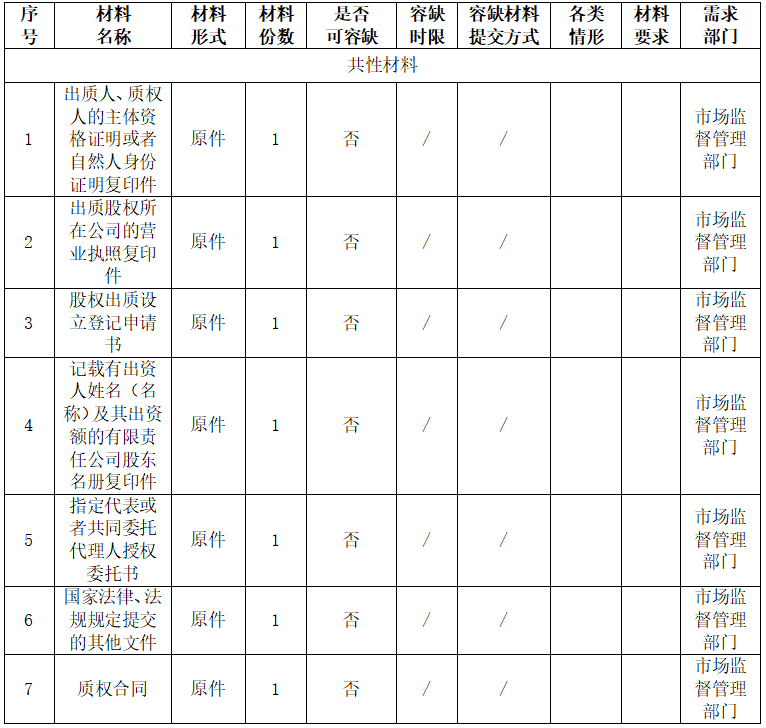 序号 材料名称 材料形式 材料份数 是否可容缺 容缺时限 容缺材料提交方式 各类情形 材料要求 需求部门
共性材料
1 出质人、质权人的主体资格证明或者自然人身份证明复印件 原件 1 否 / / 市场监督管理部门
2 出质股权所在公司的营业执照复印件 原件 1 否 / / 市场监督管理部门
3 股权出质设立登记申请书 原件 1 否 / / 市场监督管理部门
4 记载有出资人姓名（名称）及其出资额的有限责任公司股东名册复印件 原件 1 否 / / 市场监督管理部门
5 指定代表或者共同委托代理人授权委托书 原件 1 否 / / 市场监督管理部门
6 国家法律、法规规定提交的其他文件 原件 1 否 / / 市场监督管理部门
7 质权合同 原件 1 否 / / 市场监督管理部门